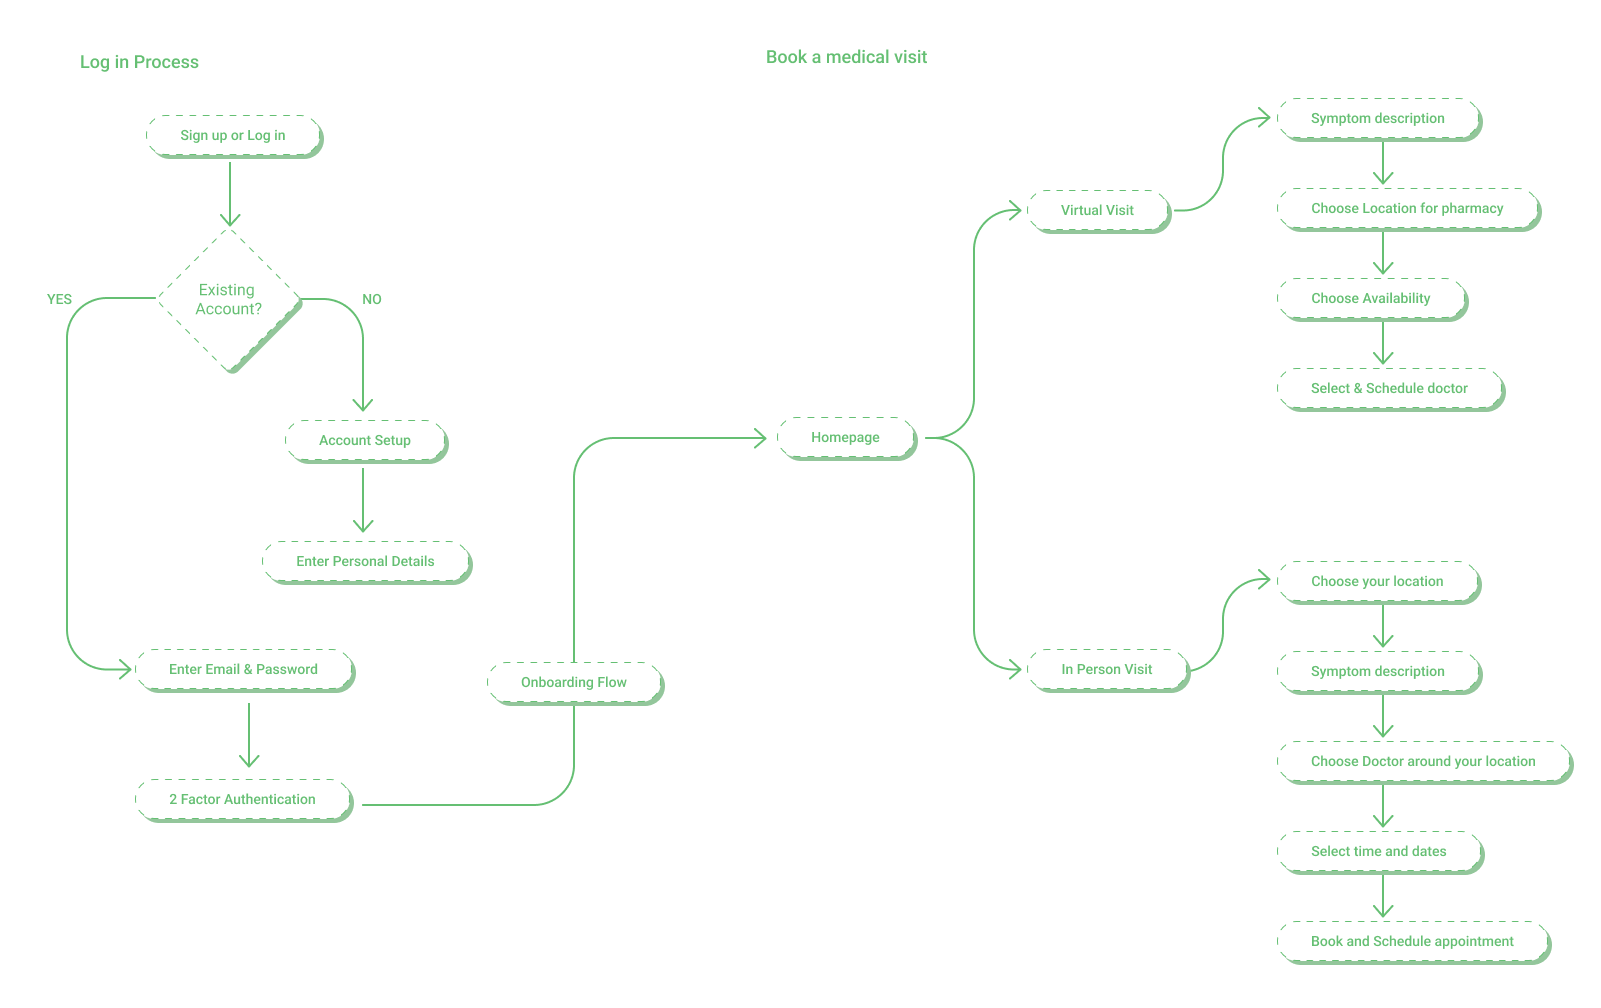 Log in Process
Sign up or Log in
Existing
Account?
YES
NO
Account Setup
Enter Personal Details
Enter Email & Password
2 Factor Authentication
Onboarding Flow
Book a medical visit
Homepage
Virtual Visit
Symptom description
Choose Location for pharmacy
Choose Availability
Select & Schedule doctor
In Person Visit
Choose your location
Symptom description
Choose Doctor around your location
Select time and dates
Book and Schedule appointment